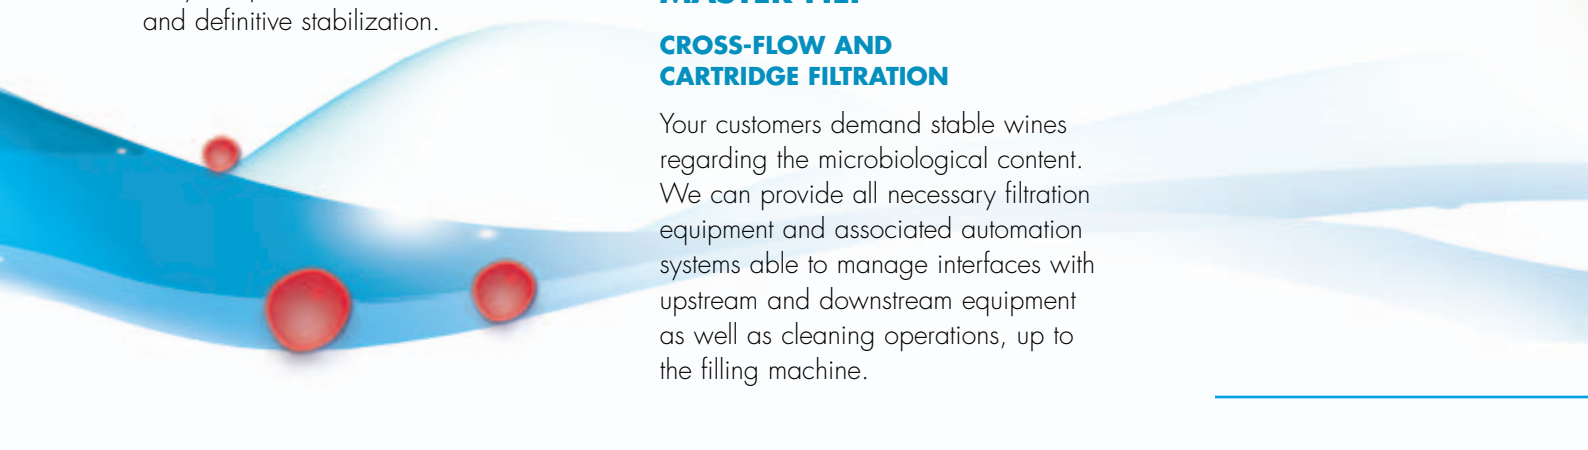 and definitive stabilization.
CROSS-FLOW AND
CARTRIDGE FILTRATION
Your customers demand stable wines
regarding the microbiological content.
We can provide all necessary filtration
equipment and associated automation
systems able to manage interfaces with
upstream and downstream equipment
as well as cleaning operations, up to
the filling machine.